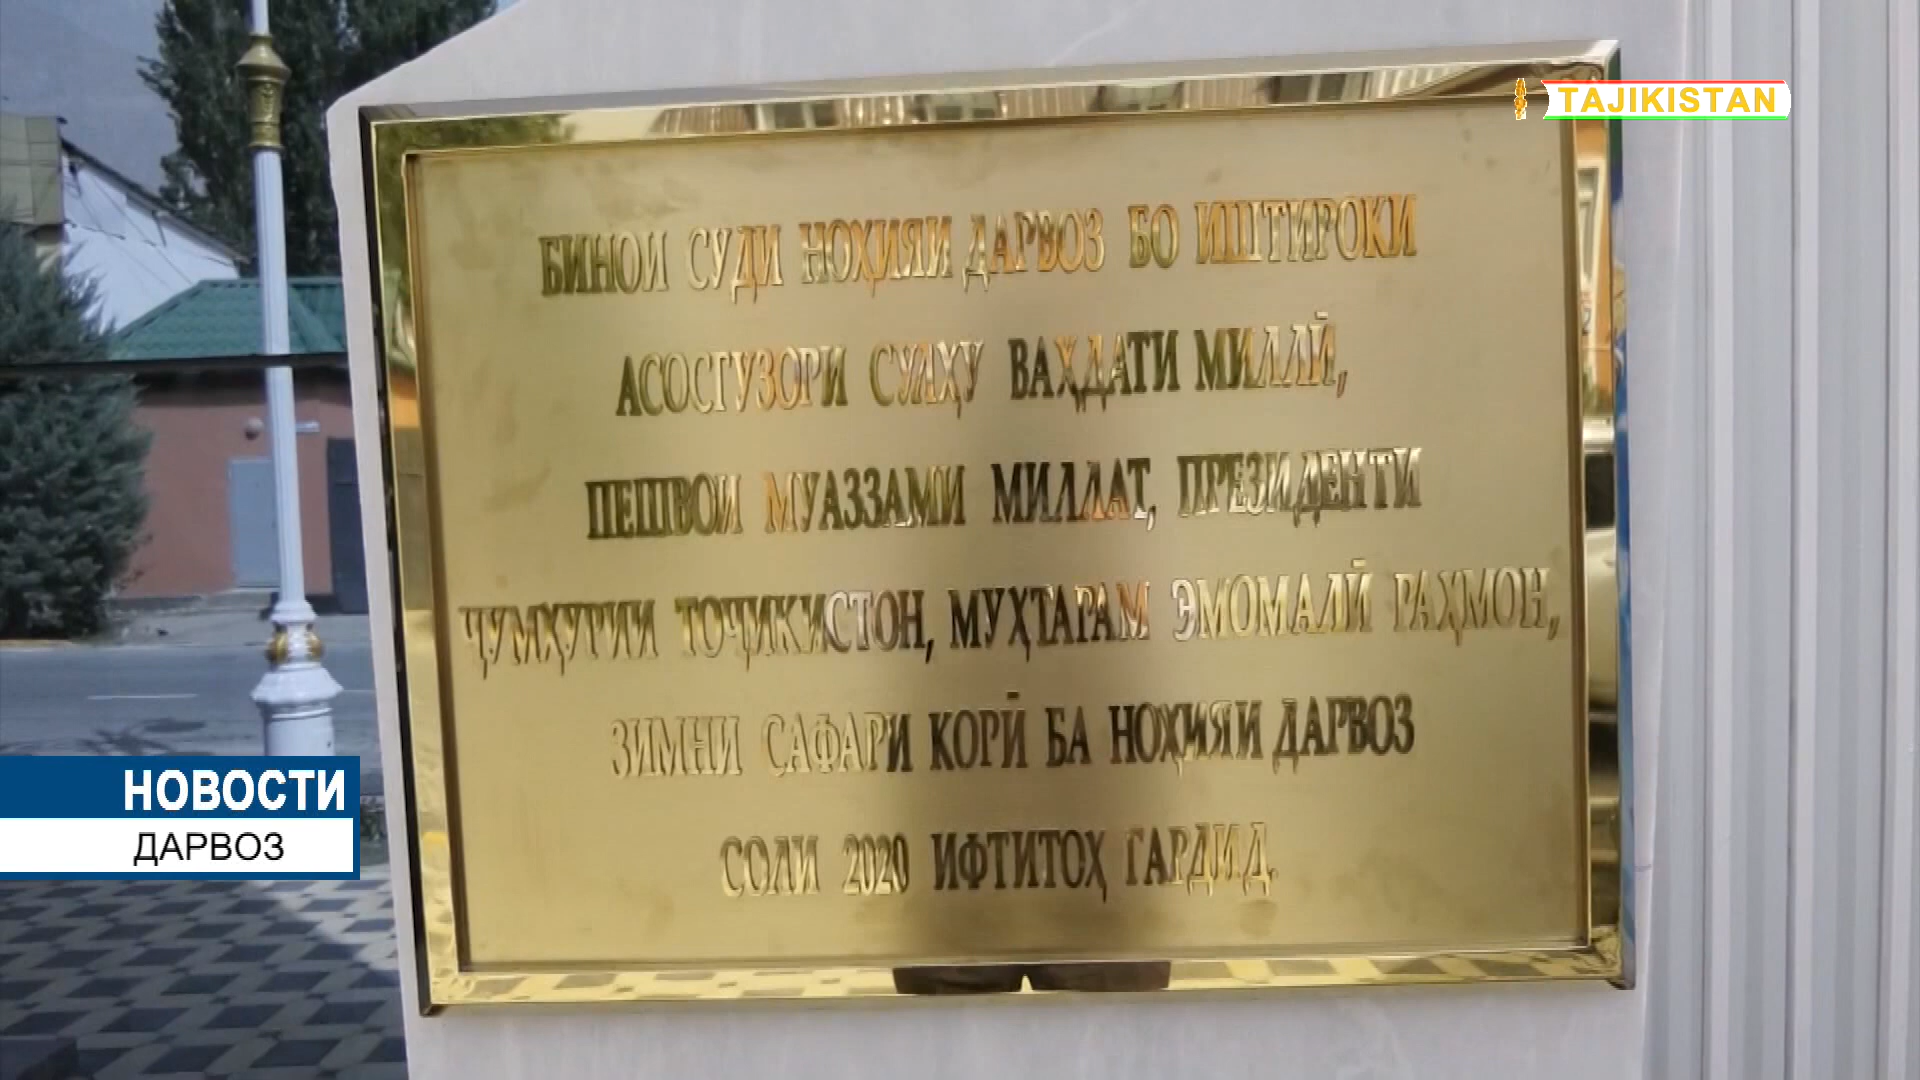 TAJIKISTAN
БИНОИ СУДИ НОҲИЯИ ДАРВОЗ БО ИШТИРОКИ
АСОСГУЗОРИ СУЛҲУ ВАҲДАТИ МИЛЛӢ,
ПЕШВОИ МУАЗЗАМИ МИЛЛАТ, ПРЕЗИДЕНТИ
ҶУМҲУРИИ ТОҶИКИСТОН, МУҲТАРАМ ЭМОМАЛӢ РАҲМОН,
ЗИМНИ САФАРИ КОРӢ БА НОҲИЯИ ДАРВОЗ
СОЛИ 2020 ИФТИТОҲ ГАРДИД.
НОВОСТИ
ДАРВОЗ